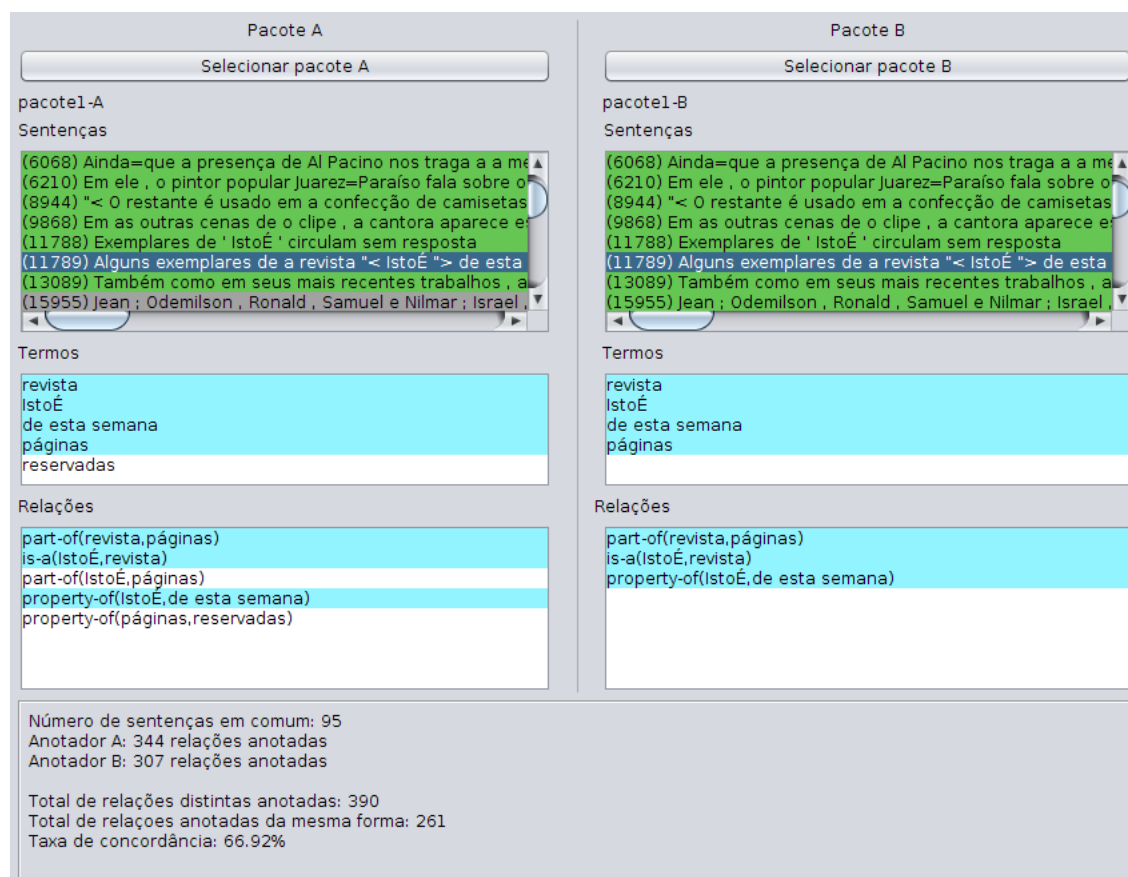 Pacote A
Selecionar pacote A
pacote1-A
Sentenças
(6068) Ainda=que a presença de Al Pacino nos traga a a me
(6210) Em ele , o pintor popular Juarez=Paraíso fala sobre o
(8944) "< O restante é usado em a confecção de camisetas
(9868) Em as outras cenas de o clipe , a cantora aparece e
(11788) Exemplares de ' IstoÉ ' circulam sem resposta
(11789) Alguns exemplares de a revista "< IstoÉ "> de esta
(13089) Também como em seus mais recentes trabalhos , a
(15955) Jean ; Odemilson , Ronald , Samuel e Nilmar ; Israel ,
Termos
revista
IstoÉ
de esta semana
páginas
reservadas
Relações
part-of(revista,páginas)
is-a(IstoÉ,revista)
part-of(IstoÉ,páginas)
property-of(IstoÉ,de esta semana)
property-of(páginas,reservadas)
Pacote B
Selecionar pacote B
pacote1-B
Sentenças
(6068) Ainda=que a presença de Al Pacino nos traga a a me
(6210) Em ele , o pintor popular Juarez=Paraíso fala sobre o
(8944) "< O restante é usado em a confecção de camisetas
(9868) Em as outras cenas de o clipe , a cantora aparece e
(11788) Exemplares de ' IstoÉ ' circulam sem resposta
(11789) Alguns exemplares de a revista "< IstoÉ "> de esta
(13089) Também como em seus mais recentes trabalhos , a
(15955) Jean ; Odemilson , Ronald , Samuel e Nilmar ; Israel ,
Termos
revista
IstoÉ
de esta semana
páginas
Relações
part-of(revista,páginas)
is-a(IstoÉ,revista)
property-of(IstoÉ,de esta semana)
Número de sentenças em comum: 95
Anotador A: 344 relações anotadas
Anotador B: 307 relações anotadas
Total de relações distintas anotadas: 390
Total de relaçoes anotadas da mesma forma: 261
Taxa de concordância: 66.92%